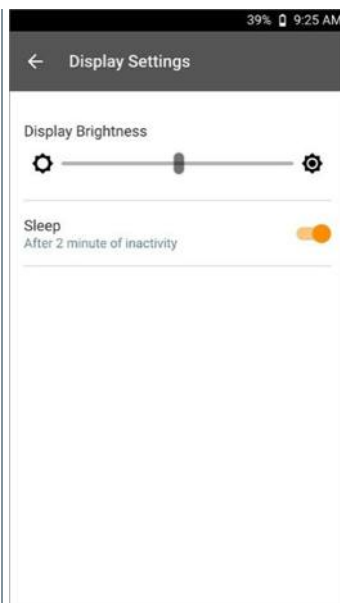 39% 9:25 AM
Display Settings
Display Brightness
Sleep
After 2 minute of inactivity